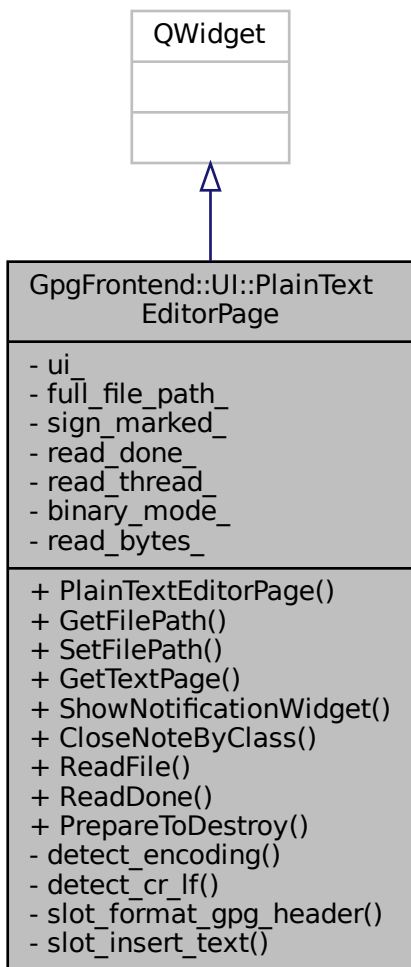 QWidget
GpgFrontend::UI::PlainText
EditorPage
- ui_
- full_file_path_
- sign_marked_
- read_done_
- read_thread_
- binary_mode_
- read_bytes_
+ PlainTextEditorPage()
+ GetFilePath()
+ SetFilePath()
+ GetTextPage()
+ ShowNotificationWidget()
+ CloseNoteByClass()
+ ReadFile()
+ ReadDone()
+ PrepareToDestroy()
- detect_encoding()
- detect_cr_lf()
- slot_format_gpg_header()
- slot_insert_text()